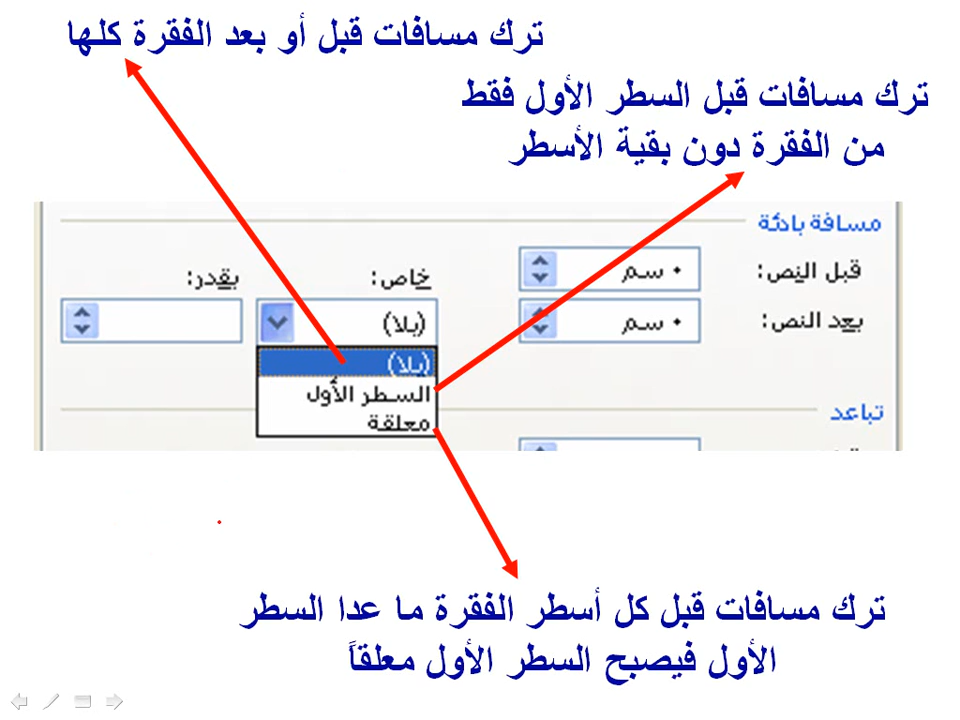 ترك مسافات قبل أو بعد الفقرة كلها
ترك مسافات قبل السطر الأول فقط
من الفقرة دون بقية الأسطر
مسافة بادئة
قبل النص: ٠ سم
خاص:
بقدر:
بعد النص: ٠ سم
(بلا)
(بلا)
السطر الأول
معلقة
تباعد
ترك مسافات قبل كل أسطر الفقرة ما عدا السطر
الأول فيصبح السطر الأول معلقاً